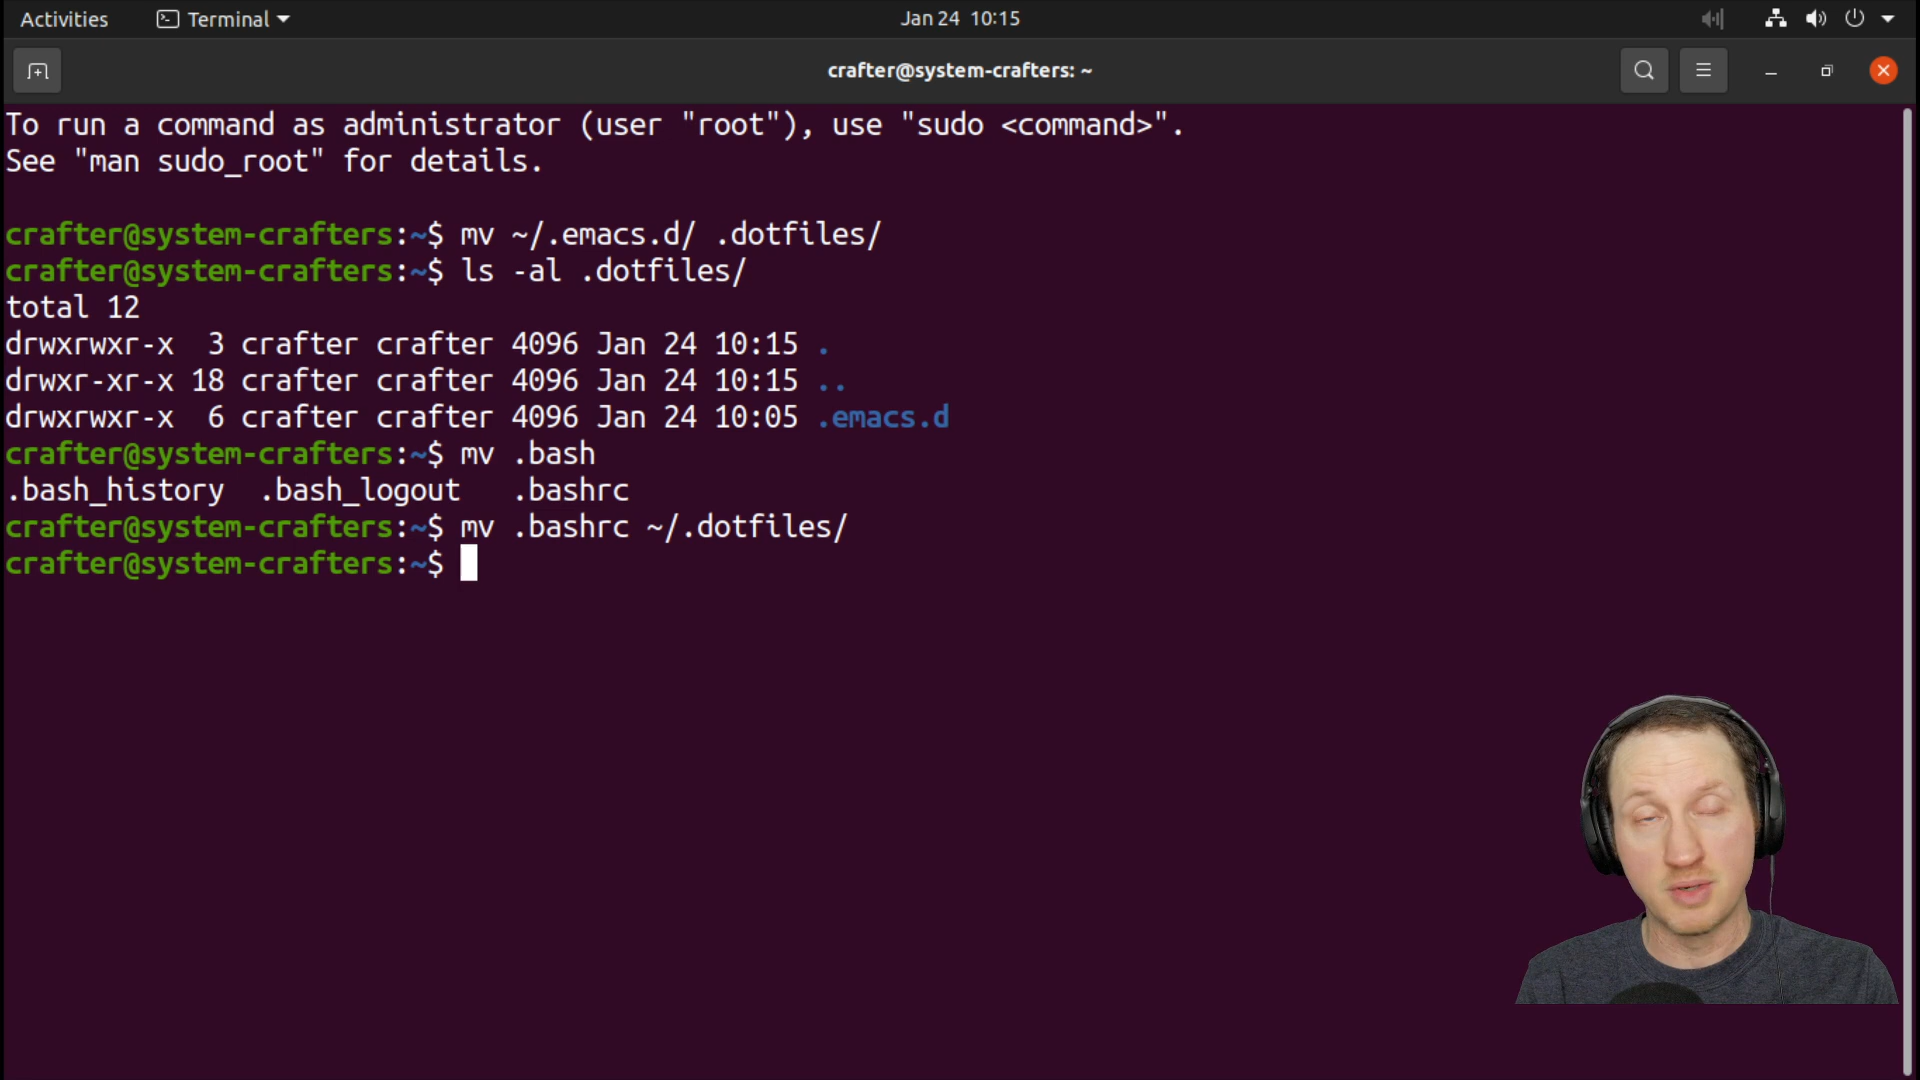 Activities Terminal Jan 24 10:15
crafter@system-crafters: ~
To run a command as administrator (user "root"), use "sudo <command>".
See "man sudo_root" for details.
crafter@system-crafters:~$ mv ~/.emacs.d/ .dotfiles/
crafter@system-crafters:~$ ls -al .dotfiles/
total 12
drwxrwxr-x  3 crafter crafter 4096 Jan 24 10:15 .
drwxr-xr-x 18 crafter crafter 4096 Jan 24 10:15 ..
drwxrwxr-x  6 crafter crafter 4096 Jan 24 10:05 .emacs.d
crafter@system-crafters:~$ mv .bash
.bash_history  .bash_logout   .bashrc
crafter@system-crafters:~$ mv .bashrc ~/.dotfiles/
crafter@system-crafters:~$